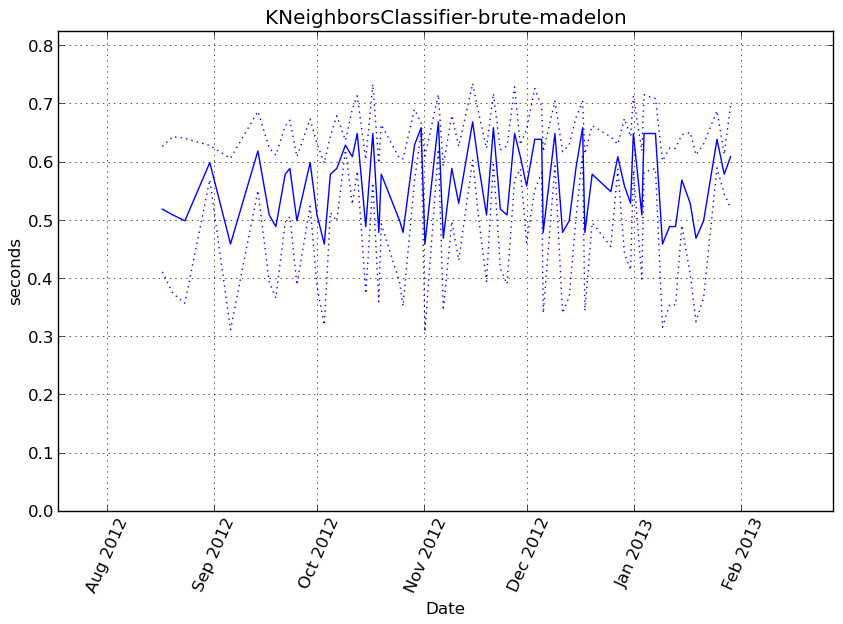 KNeighborsClassifier-brute-madelon
0.8
0.7
0.6
0.5
0.4
0.3
0.2
0.1
0.0
seconds
Aug 2012
Sep 2012
Oct 2012
Nov 2012
Dec 2012
Jan 2013
Feb 2013
Date